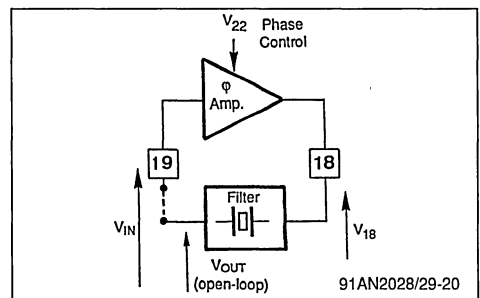 V22 Phase
Control
φ
Amp.
19
18
Filter
VIN
V18
VOUT
(open-loop)
91AN2028/29-20